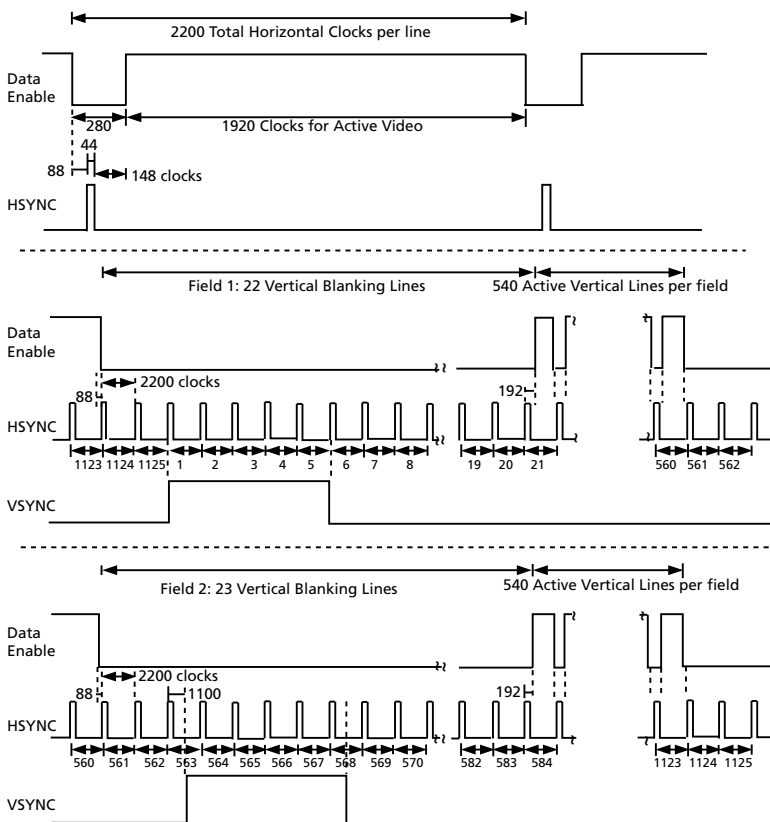 2200 Total Horizontal Clocks per line
Data
Enable
280
1920 Clocks for Active Video
44
88
148 clocks
HSYNC
Field 1: 22 Vertical Blanking Lines
540 Active Vertical Lines per field
Data
Enable
2200 clocks
88
192
HSYNC
1123 1124 1125 1 2 3 4 5 6 7 8 19 20 21 560 561 562
VSYNC
Field 2: 23 Vertical Blanking Lines
540 Active Vertical Lines per field
Data
Enable
2200 clocks
88
1100
192
HSYNC
560 561 562 563 564 565 566 567 568 569 570 582 583 584 1123 1124 1125
VSYNC